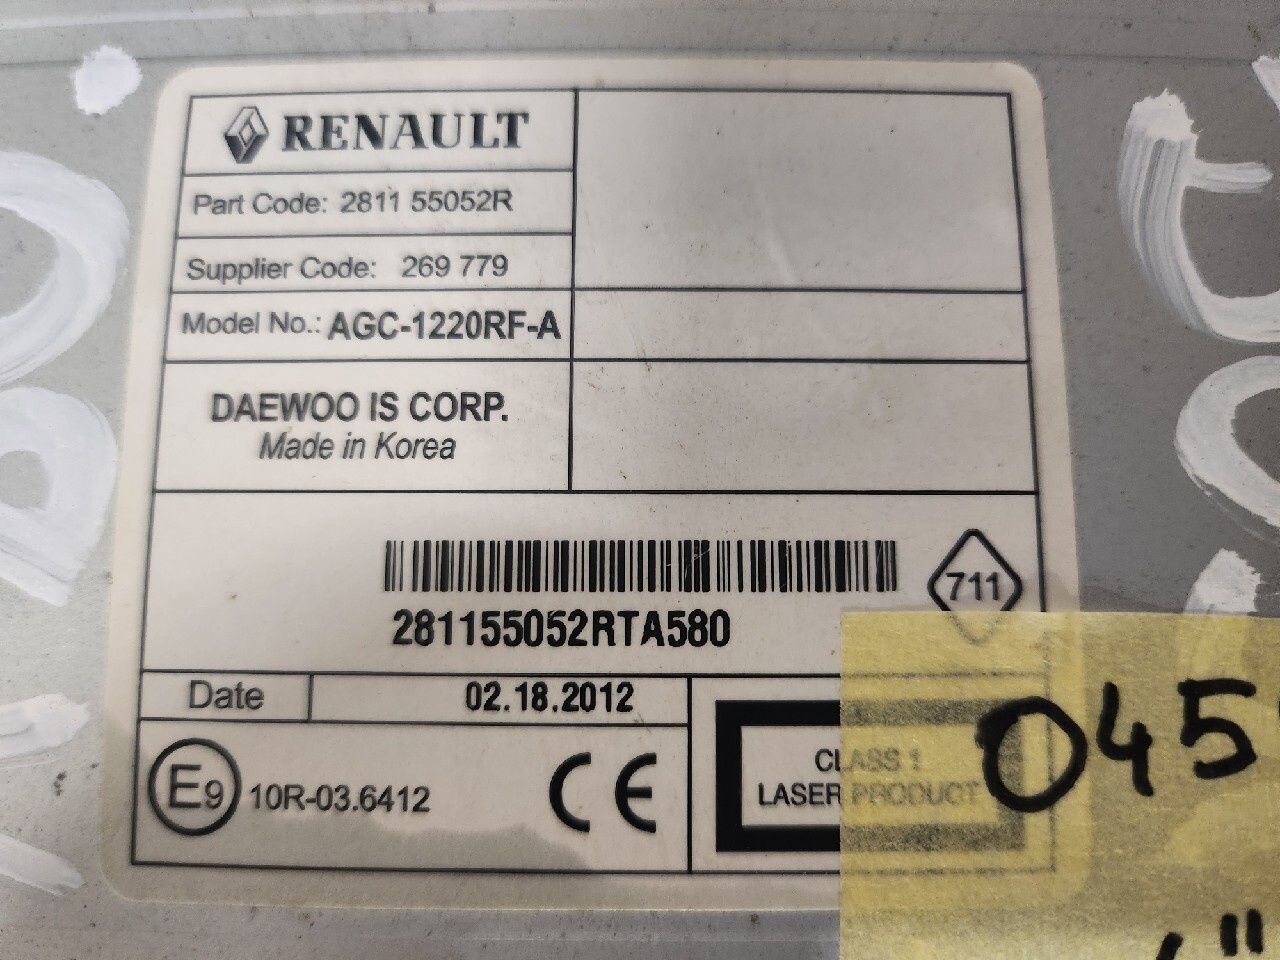 RENAULT
Part Code: 2811 55052R
Supplier Code: 269 779
Model No.: AGC-1220RF-A
DAEWOO IS CORP.
Made in Korea
711
281155052RTA580
Date 02.18.2012
E9 10R-03.6412 CE
CLASS 1
LASER PRODUCT
045